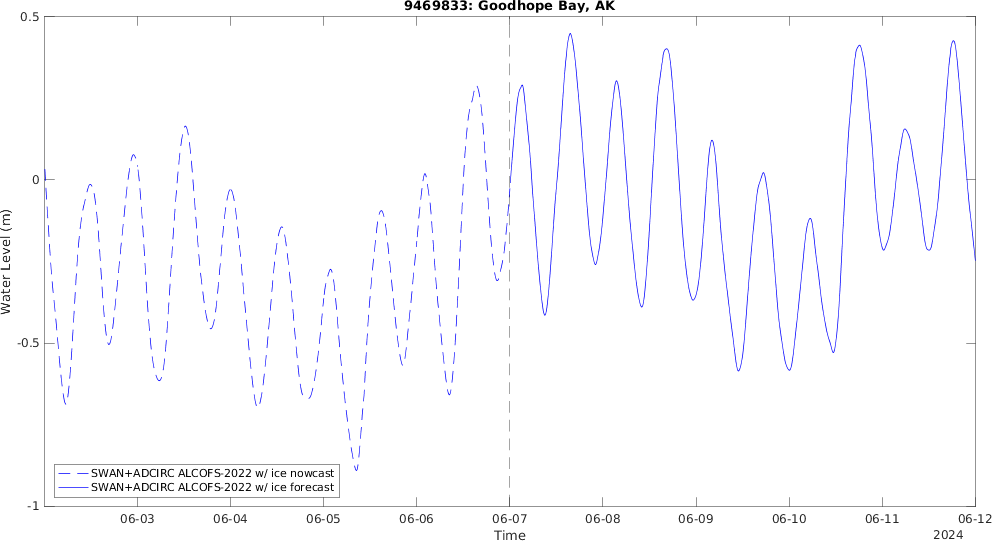 9469833: Goodhope Bay, AK
0.5
0
-0.5
-1
Water Level (m)
SWAN+ADCIRC ALCOFS-2022 w/ ice nowcast
SWAN+ADCIRC ALCOFS-2022 w/ ice forecast
06-03 06-04 06-05 06-06 06-07 06-08 06-09 06-10 06-11 06-12
Time
2024